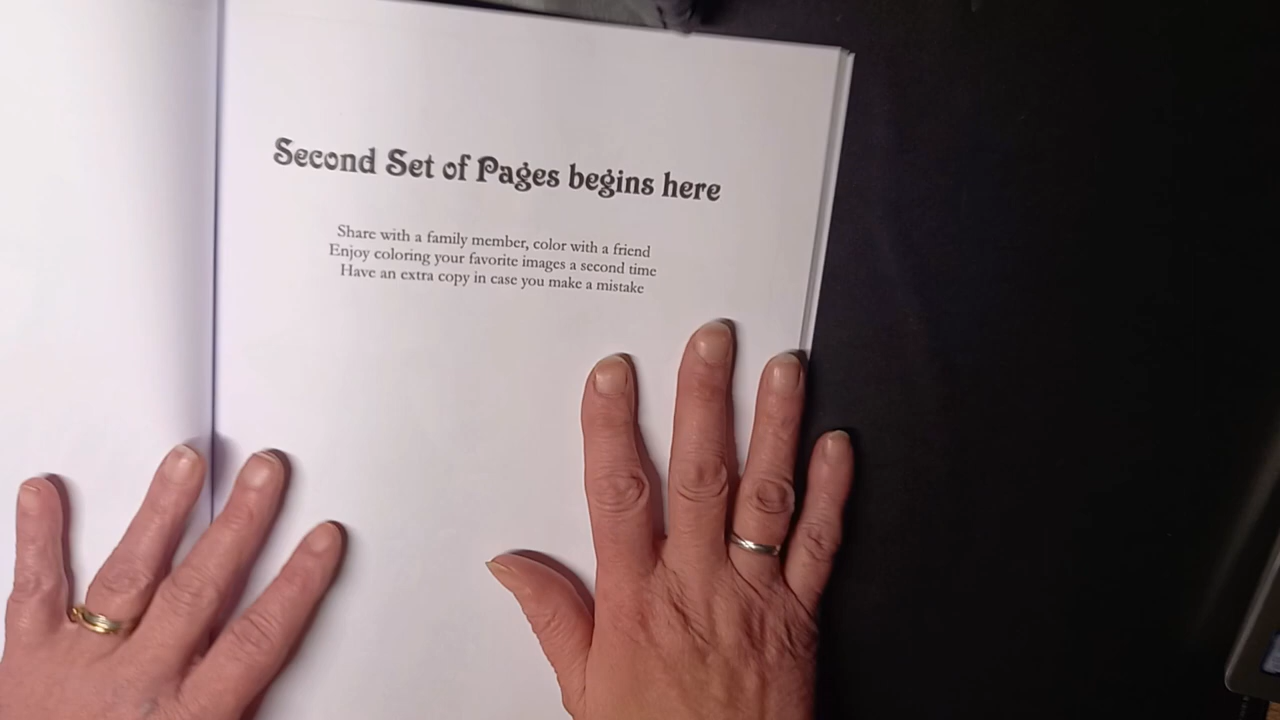 Second Set of Pages begins here
Share with a family member, color with a friend
Enjoy coloring your favorite images a second time
Have an extra copy in case you make a mistake